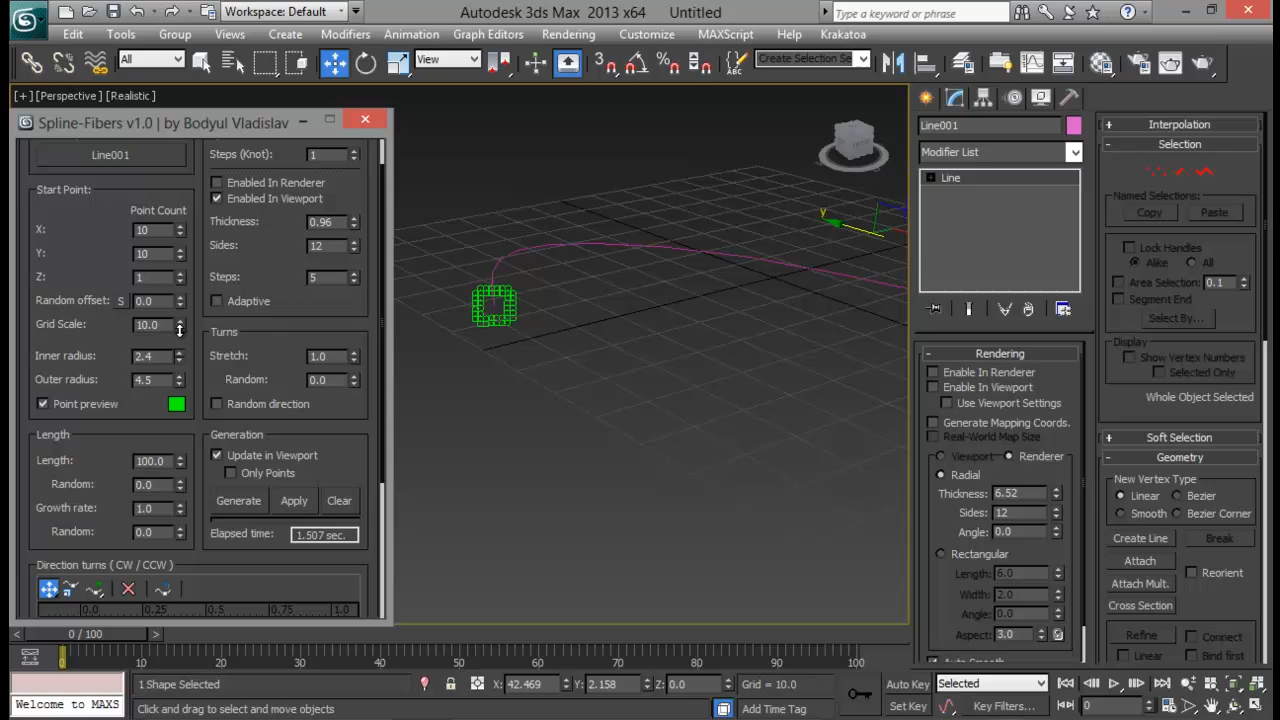 Workspace: Default
Autodesk 3ds Max 2013 x64 Untitled
Type a keyword or phrase
Edit Tools Group Views Create Modifiers Animation Graph Editors Rendering Customize MAXScript Help Krakatoa
All
View
Create Selection Se
[+] [Perspective] [Realistic]
Spline-Fibers v1.0 | by Bodyul Vladislav
Line001
Start Point:
Point Count
X: 10
Y: 10
Z: 1
Random offset: S 0.0
Grid Scale: 10.0
Inner radius: 2.4
Outer radius: 4.5
Point preview
Length
Length: 100.0
Random: 0.0
Growth rate: 1.0
Random: 0.0
Steps (Knot): 1
Enabled In Renderer
Enabled In Viewport
Thickness: 0.96
Sides: 12
Steps: 5
Adaptive
Turns
Stretch: 1.0
Random: 0.0
Random direction
Generation
Update in Viewport
Only Points
Generate Apply Clear
Elapsed time: 1.507 sec.
Direction turns ( CW / CCW )
0.0 0.25 0.5 0.75 1.0
y
Line001
Modifier List
Line
Rendering
Enable In Renderer
Enable In Viewport
Use Viewport Settings
Generate Mapping Coords.
Real-World Map Size
Viewport Renderer
Radial
Thickness: 6.52
Sides: 12
Angle: 0.0
Rectangular
Length: 6.0
Width: 2.0
Angle: 0.0
Aspect: 3.0
Auto Smooth
Interpolation
Selection
Named Selections:
Copy Paste
Lock Handles
Alike All
Area Selection: 0.1
Segment End
Select By...
Display
Show Vertex Numbers
Selected Only
Whole Object Selected
Soft Selection
Geometry
New Vertex Type
Linear Bezier
Smooth Bezier Corner
Create Line Break
Attach
Reorient
Attach Mult.
Cross Section
Refine Connect
Linear Bind first
0 / 100
0 10 20 30 40 50 60 70 80 90 100
1 Shape Selected
X: 42.469 Y: 2.158 Z: 0.0 Grid = 10.0
Auto Key Selected
Welcome to MAXS
Click and drag to select and move objects
Add Time Tag
Set Key Key Filters... 0